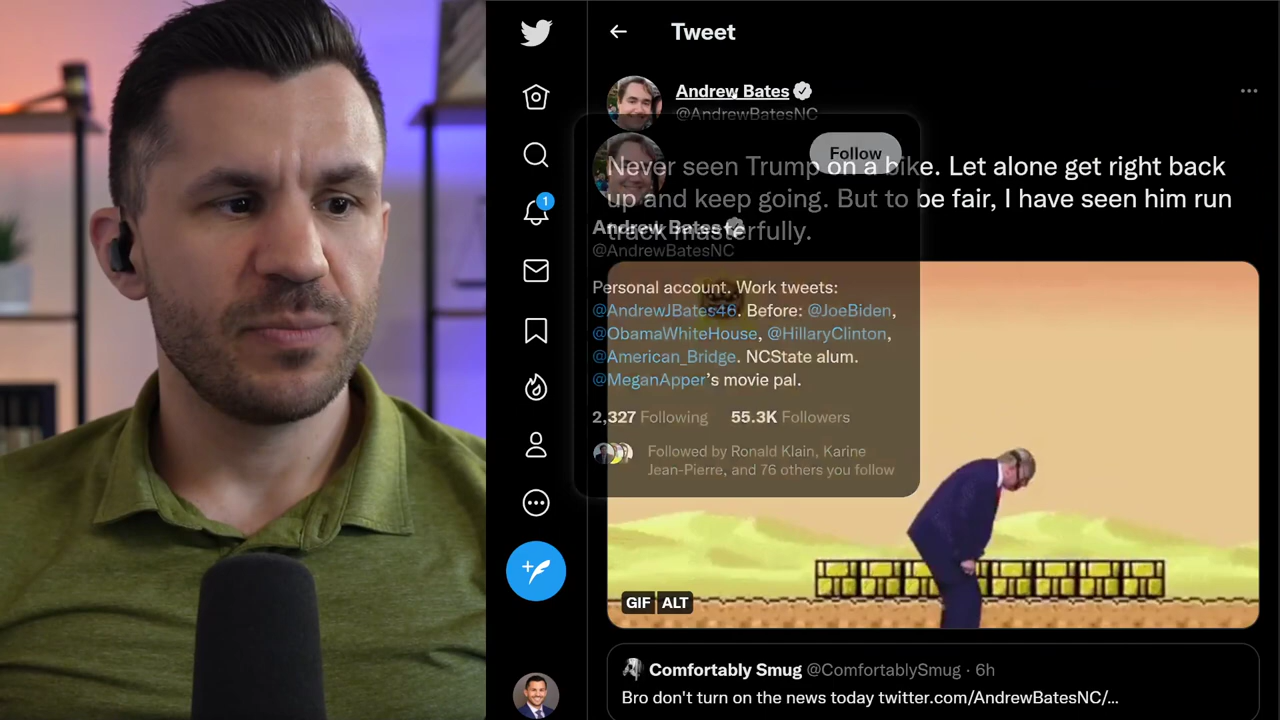 Tweet
Andrew Bates
@AndrewBatesNC
Never seen Trump on a bike. Let alone get right back
up and keep going. But to be fair, I have seen him run
track masterfully.
Follow
Andrew Bates
@AndrewBatesNC
Personal account. Work tweets:
@AndrewJBates46. Before: @JoeBiden,
@ObamaWhiteHouse, @HillaryClinton,
@American_Bridge. NCState alum.
@MeganApper's movie pal.
2,327 Following 55.3K Followers
Followed by Ronald Klain, Karine
Jean-Pierre, and 76 others you follow
1
GIF ALT
Comfortably Smug @ComfortablySmug · 6h
Bro don't turn on the news today twitter.com/AndrewBatesNC/...